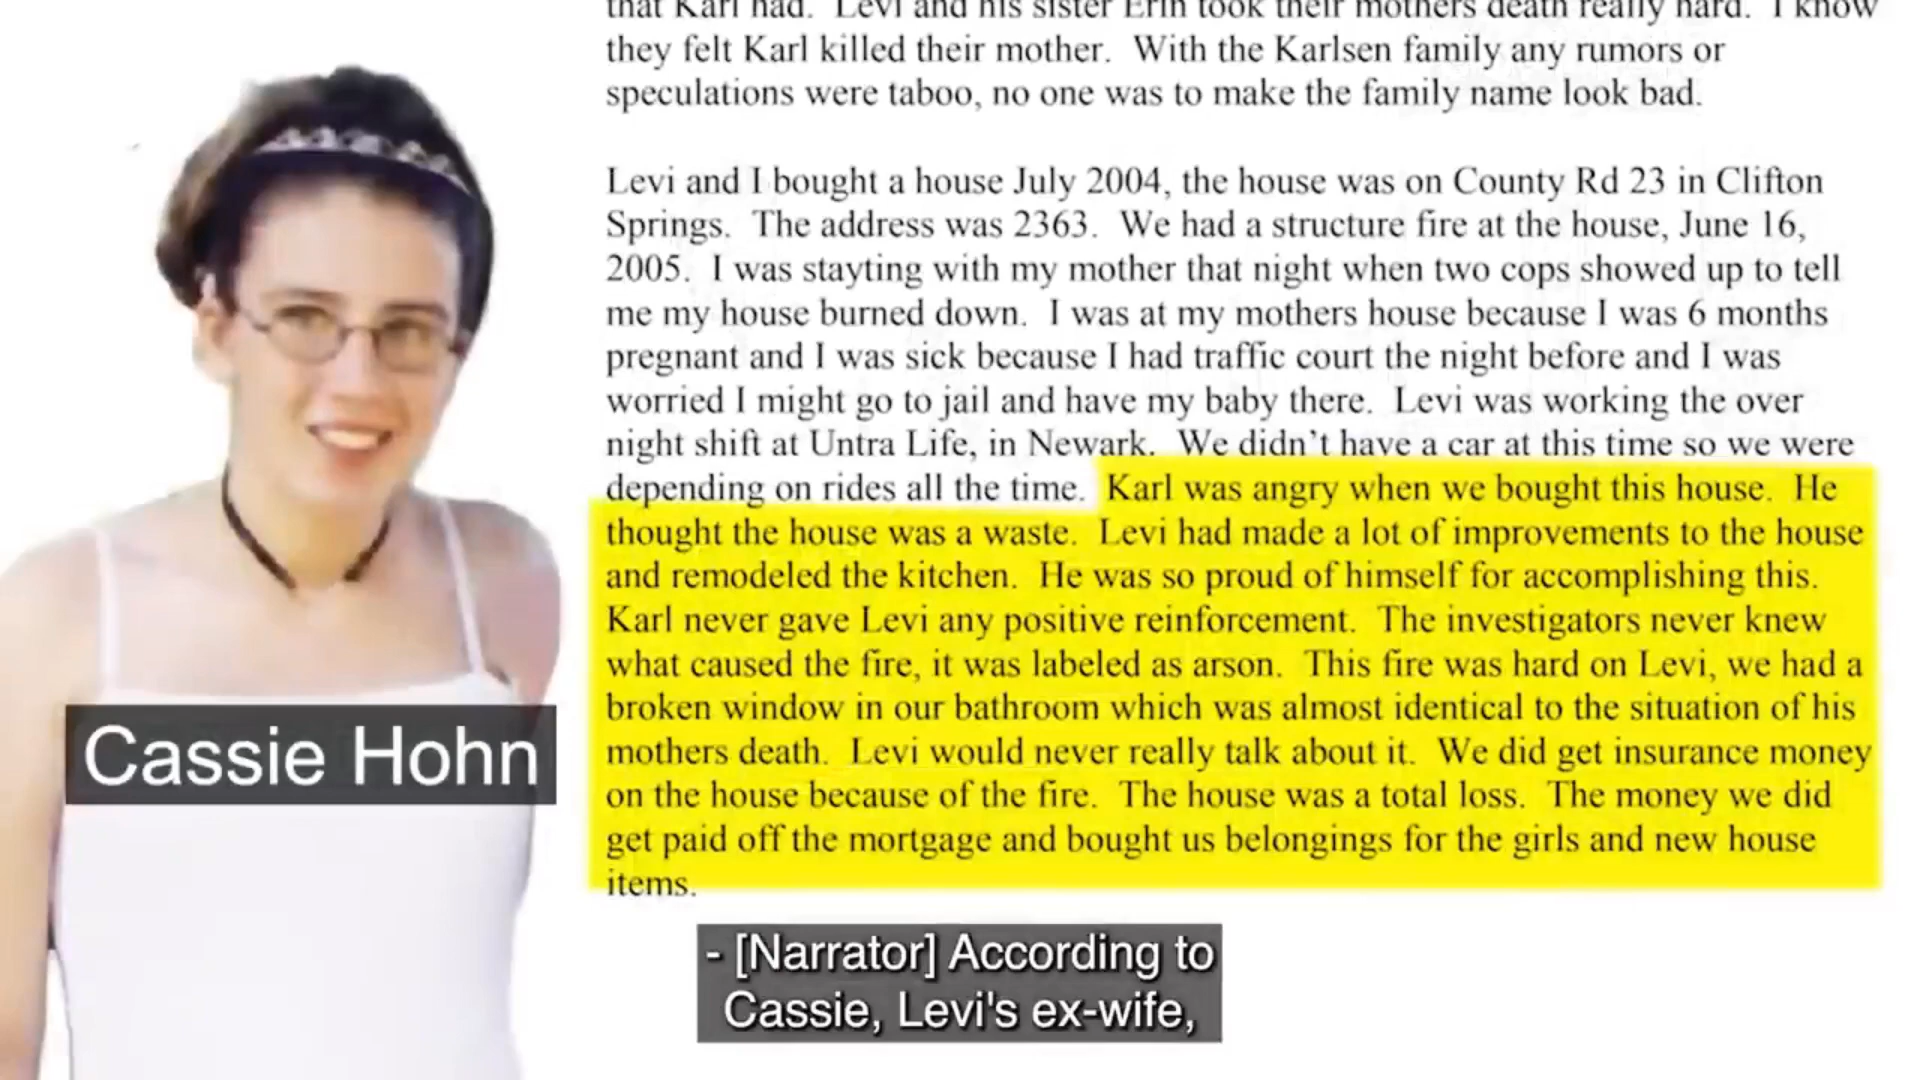 that Karl had.  Levi and his sister Erin took their mothers death really hard.  I know
they felt Karl killed their mother.  With the Karlsen family any rumors or
speculations were taboo, no one was to make the family name look bad.
Levi and I bought a house July 2004, the house was on County Rd 23 in Clifton
Springs.  The address was 2363.  We had a structure fire at the house, June 16,
2005.  I was stayting with my mother that night when two cops showed up to tell
me my house burned down.  I was at my mothers house because I was 6 months
pregnant and I was sick because I had traffic court the night before and I was
worried I might go to jail and have my baby there.  Levi was working the over
night shift at Untra Life, in Newark.  We didn't have a car at this time so we were
depending on rides all the time.  Karl was angry when we bought this house.  He
thought the house was a waste.  Levi had made a lot of improvements to the house
and remodeled the kitchen.  He was so proud of himself for accomplishing this.
Karl never gave Levi any positive reinforcement.  The investigators never knew
what caused the fire, it was labeled as arson.  This fire was hard on Levi, we had a
broken window in our bathroom which was almost identical to the situation of his
mothers death.  Levi would never really talk about it.  We did get insurance money
on the house because of the fire.  The house was a total loss.  The money we did
get paid off the mortgage and bought us belongings for the girls and new house
items.
Cassie Hohn
- [Narrator] According to
Cassie, Levi's ex-wife,